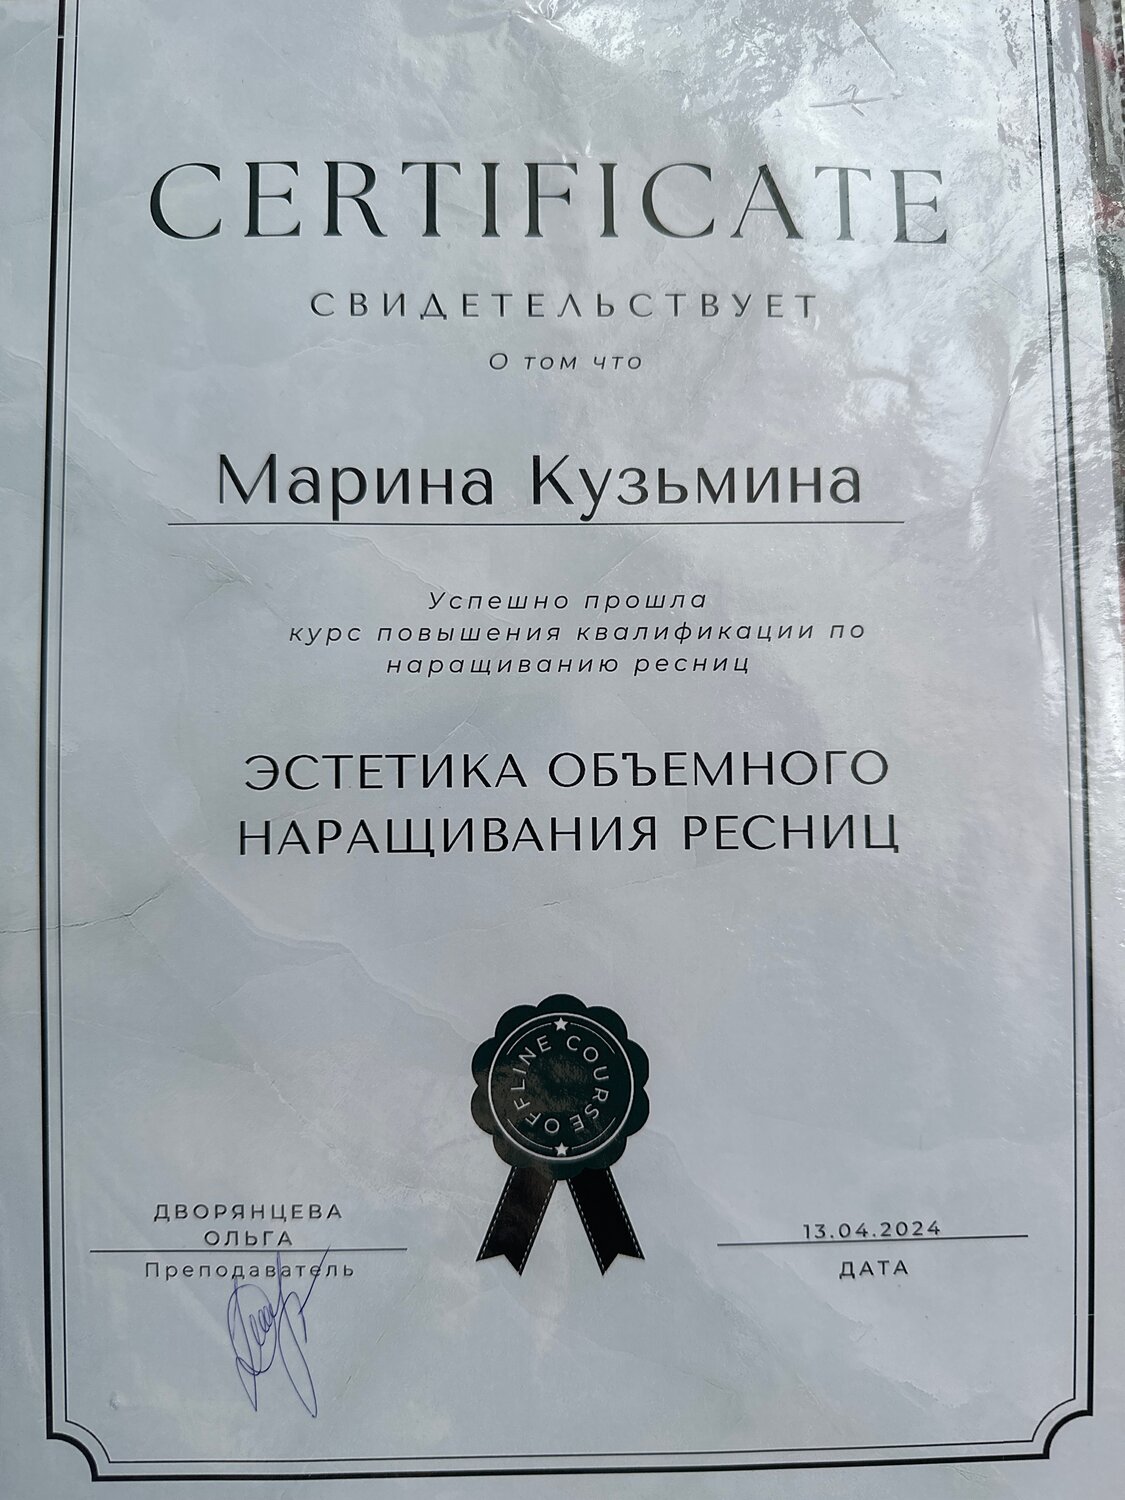 CERTIFICATE
СВИДЕТЕЛЬСТВУЕТ
О том что
Марина Кузьмина
Успешно прошла
курс повышения квалификации по
наращиванию ресниц
ЭСТЕТИКА ОБЪЕМНОГО
НАРАЩИВАНИЯ РЕСНИЦ
OFFLINE COURSE
ДВОРЯНЦЕВА
ОЛЬГА
Преподаватель
13.04.2024
ДАТА